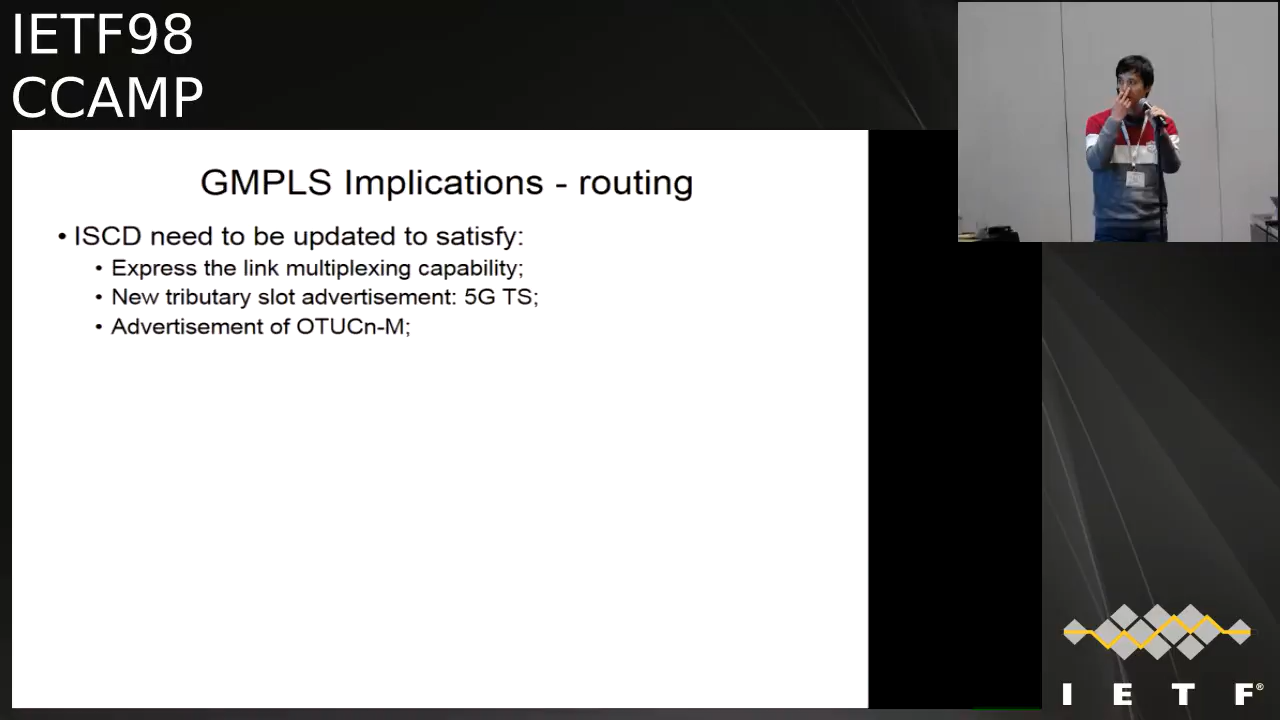 IETF98
CCAMP
GMPLS Implications - routing
• ISCD need to be updated to satisfy:
• Express the link multiplexing capability;
• New tributary slot advertisement: 5G TS;
• Advertisement of OTUCn-M;
I E T F®